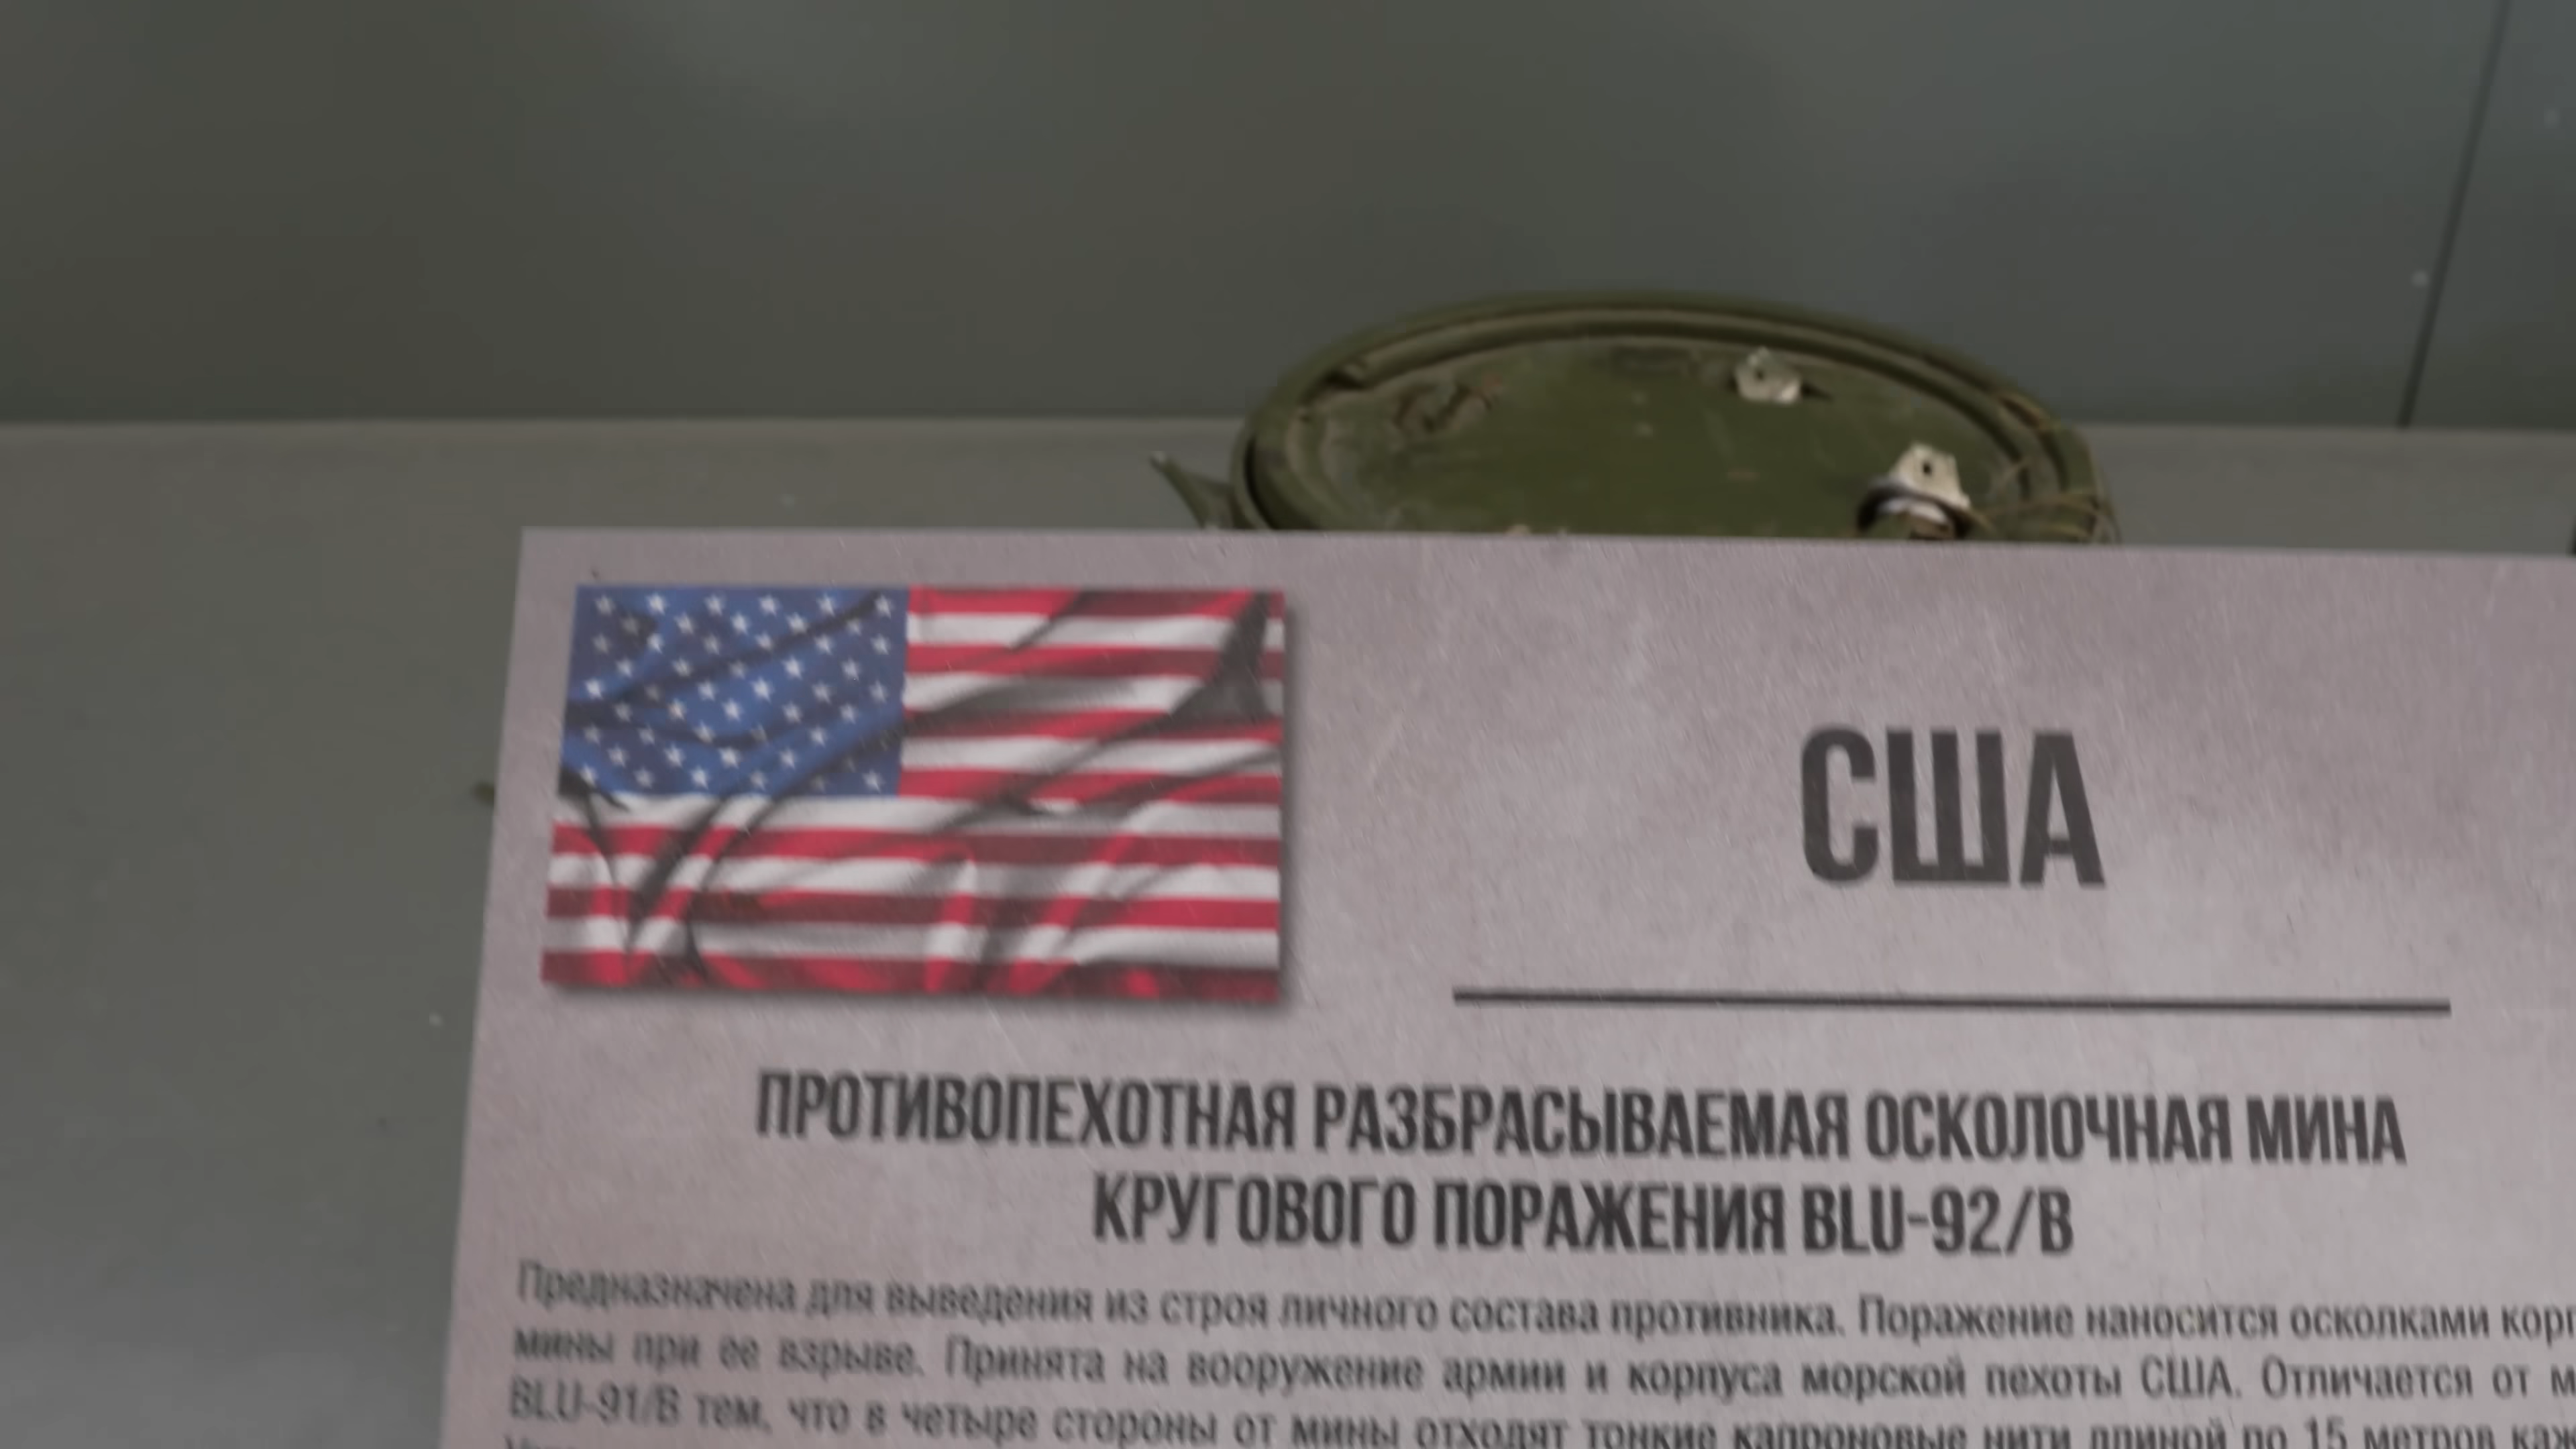 США
ПРОТИВОПЕХОТНАЯ РАЗБРАСЫВАЕМАЯ ОСКОЛОЧНАЯ МИНА
КРУГОВОГО ПОРАЖЕНИЯ BLU-92/B
Предназначена для выведения из строя личного состава противника. Поражение наносится осколками
мины при ее взрыве. Принята на вооружение армии и корпуса морской пехоты США. Отличается от
BLU-91/B тем, что в четыре стороны от мины отходят тонкие капроновые нити длиной по 15 метров